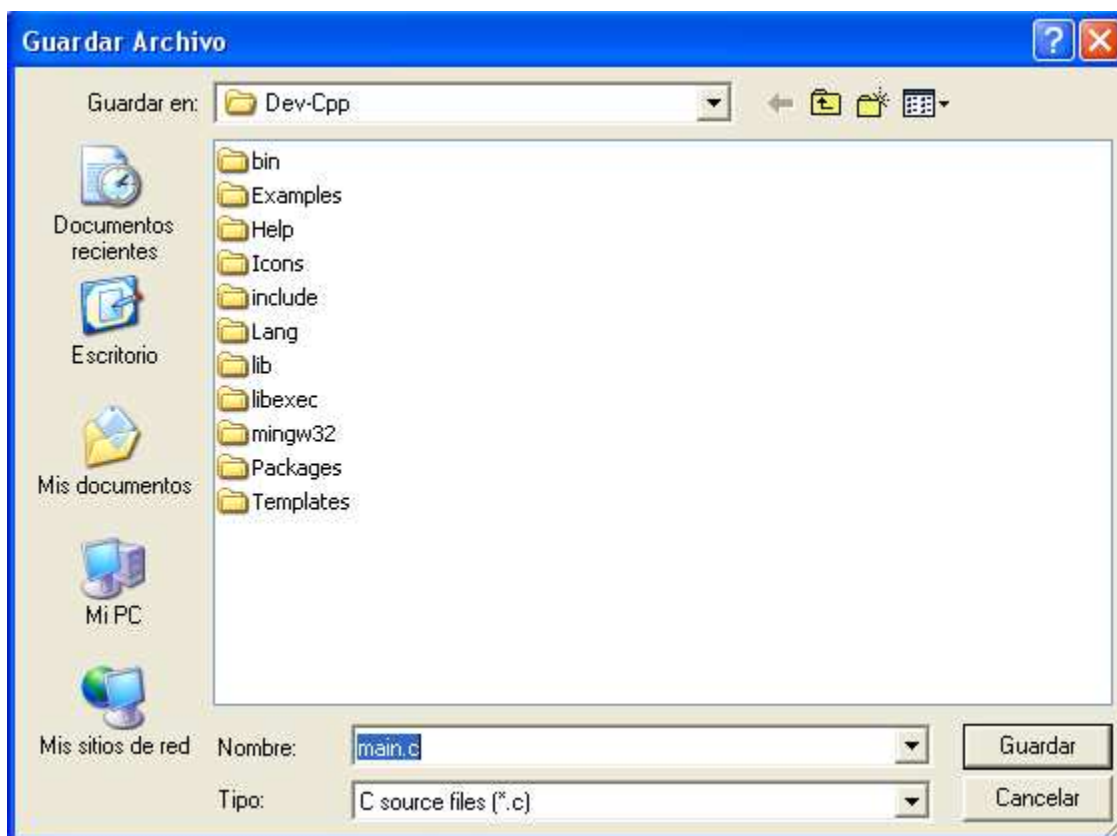 Guardar Archivo
Guardar en:
Dev-Cpp
Documentos
recientes
Escritorio
Mis documentos
Mi PC
Mis sitios de red
bin
Examples
Help
Icons
include
Lang
lib
libexec
mingw32
Packages
Templates
Nombre:
main.c
Guardar
Tipo:
C source files (*.c)
Cancelar